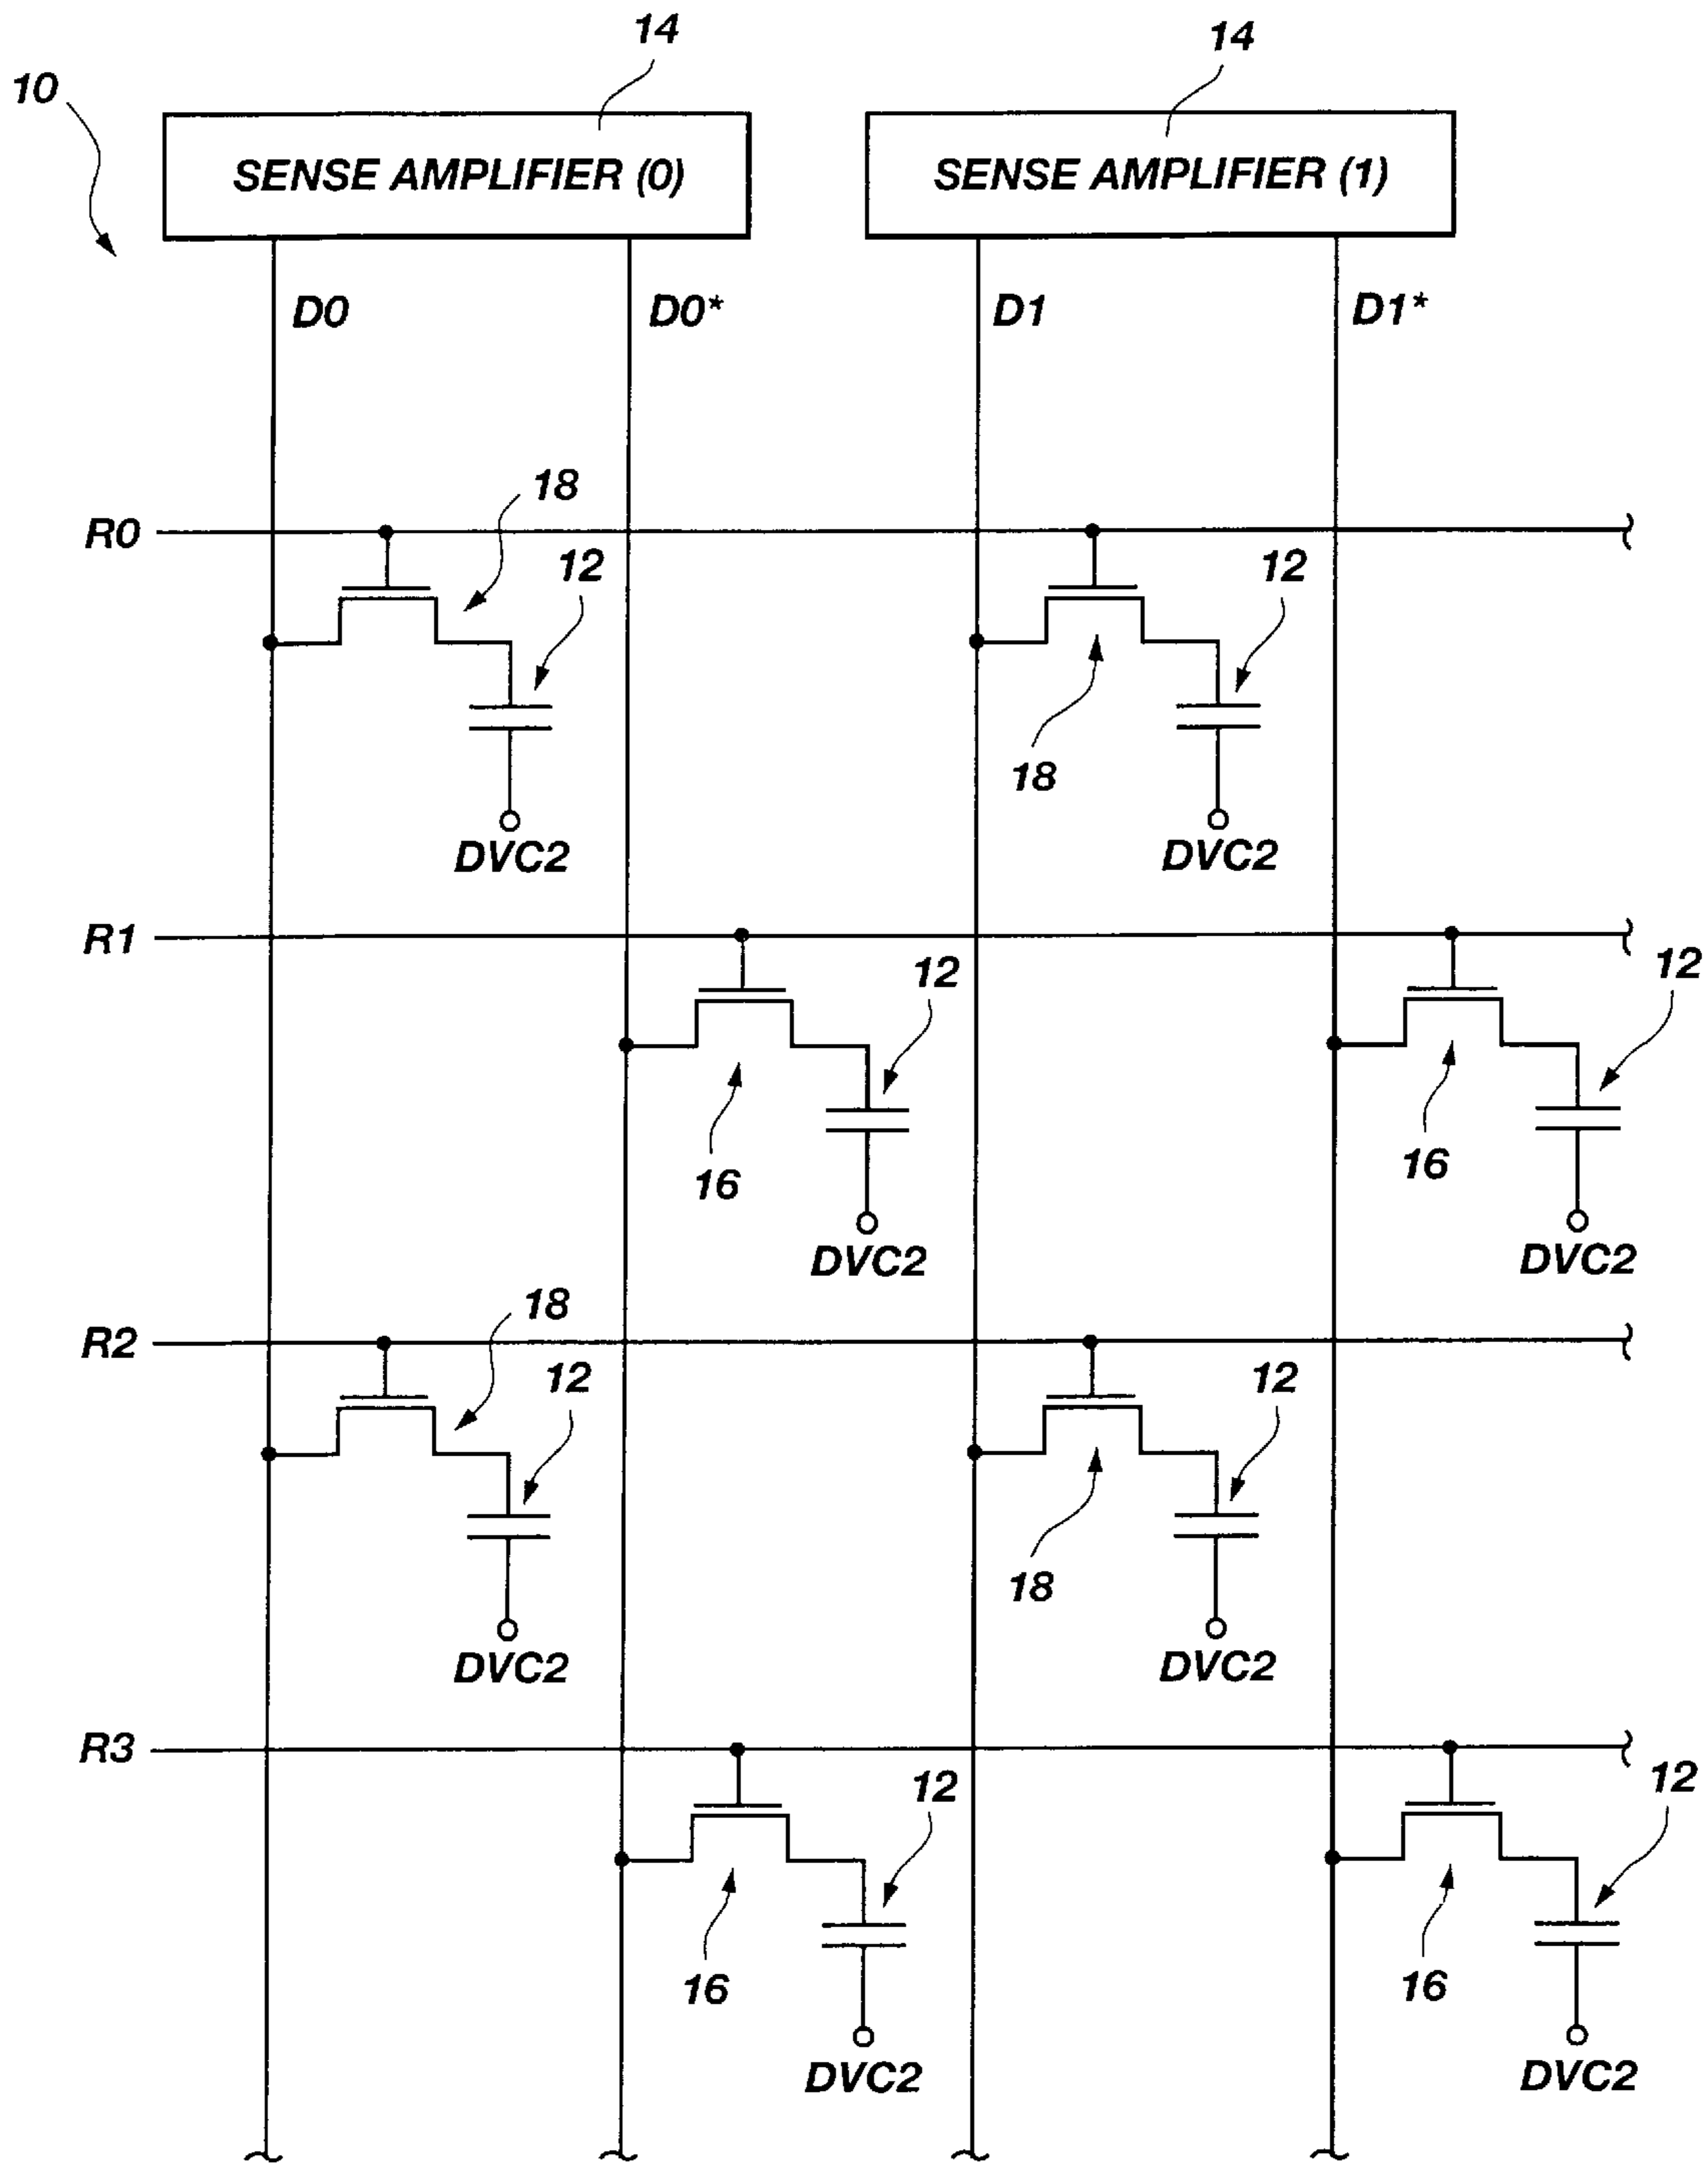 14
14
10
SENSE AMPLIFIER (0)
SENSE AMPLIFIER (1)
D0
D0*
D1
D1*
18
R0
12
12
18
DVC2
DVC2
R1
12
12
16
16
DVC2
DVC2
18
R2
12
12
18
DVC2
DVC2
R3
12
12
16
16
DVC2
DVC2